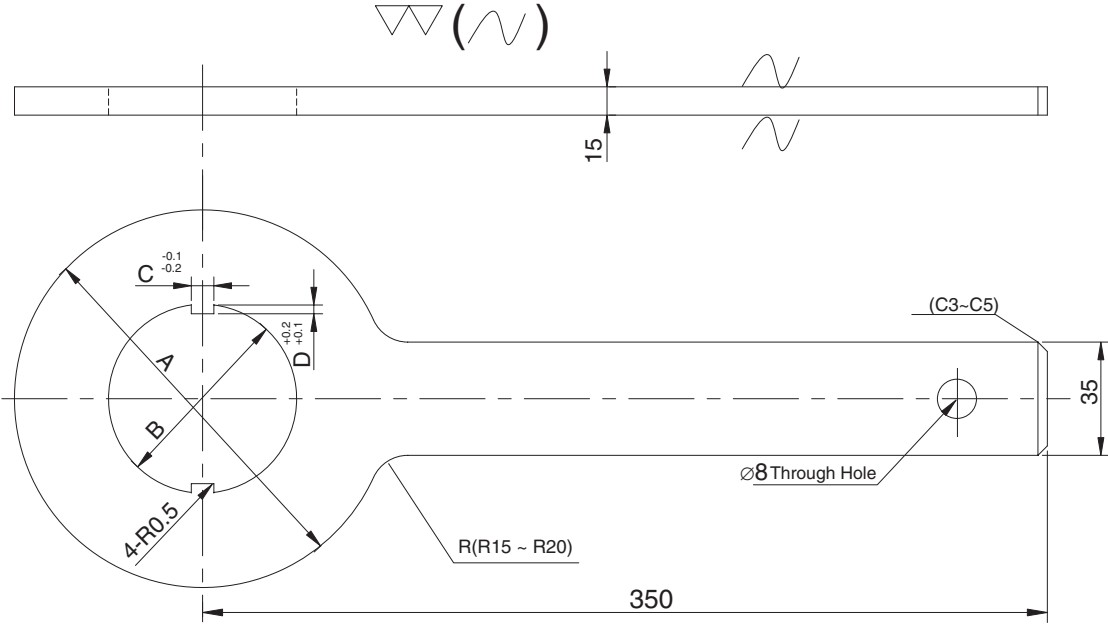 ( )
15
C -0.1
-0.2
D +0.2
+0.1
A
B
(C3~C5)
35
⌀8 Through Hole
4-R0.5
R(R15 ~ R20)
350